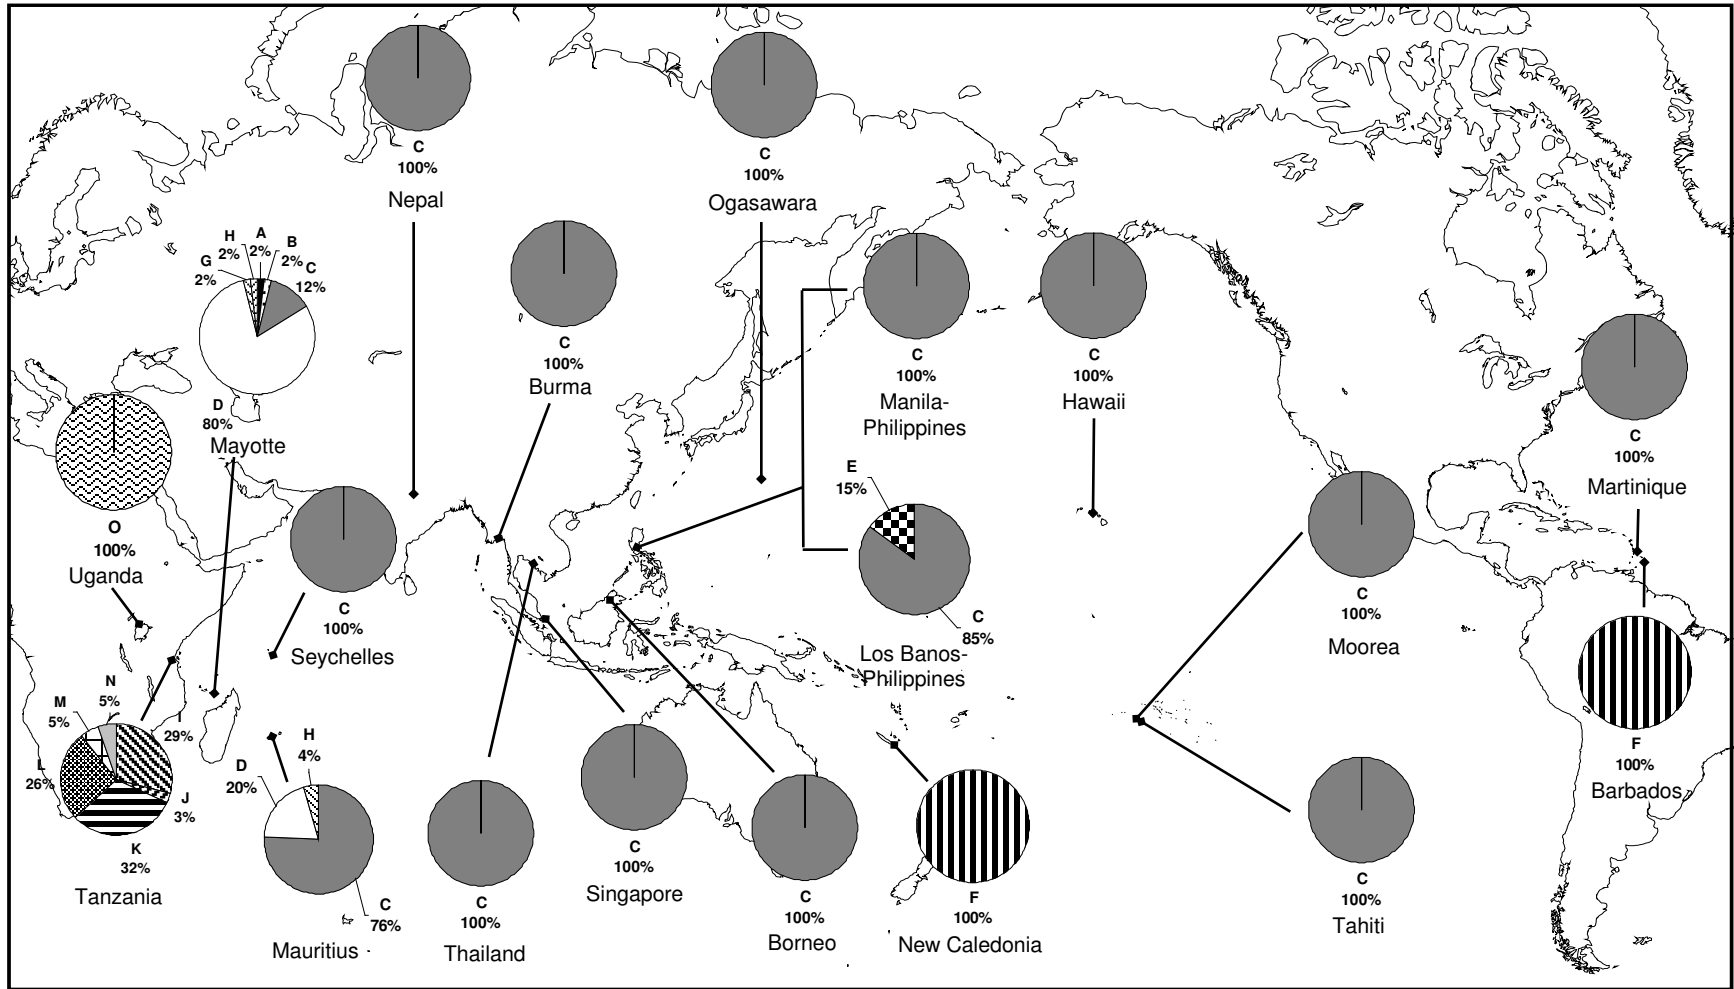 C
100%
Nepal
C
100%
Ogasawara
H
2%
A
2%
B
2%
G
2%
C
12%
D
80%
Mayotte
C
100%
Burma
C
100%
Manila-
Philippines
C
100%
Hawaii
C
100%
Martinique
O
100%
Uganda
C
100%
Seychelles
E
15%
C
85%
Los Banos-
Philippines
C
100%
Moorea
F
100%
Barbados
N
5%
M
5%
I
29%
L
26%
J
3%
K
32%
Tanzania
H
4%
D
20%
C
76%
Mauritius
C
100%
Thailand
C
100%
Singapore
C
100%
Borneo
F
100%
New Caledonia
C
100%
Tahiti